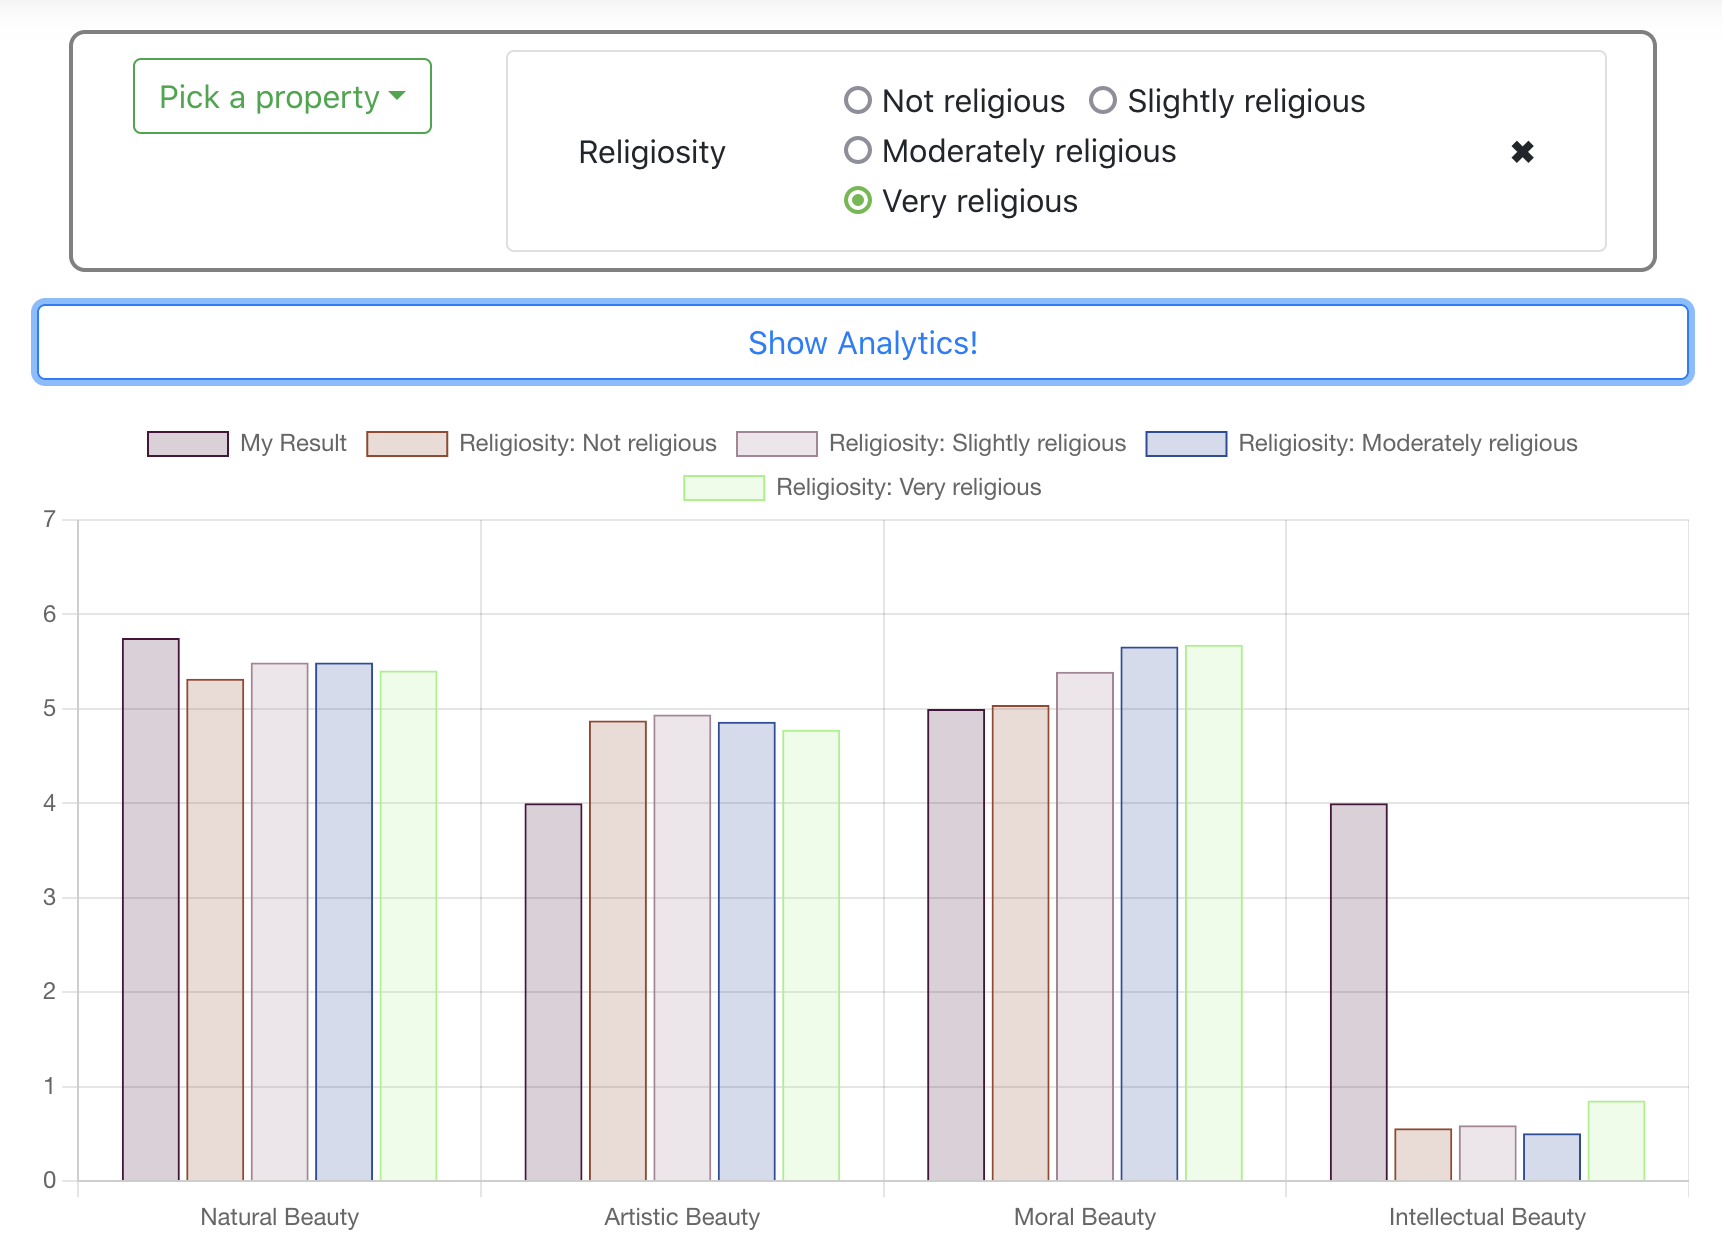 Pick a property
Religiosity
Not religious
Slightly religious
Moderately religious
Very religious
✖
Show Analytics!
My Result
Religiosity: Not religious
Religiosity: Slightly religious
Religiosity: Moderately religious
Religiosity: Very religious
7
6
5
4
3
2
1
0
Natural Beauty
Artistic Beauty
Moral Beauty
Intellectual Beauty